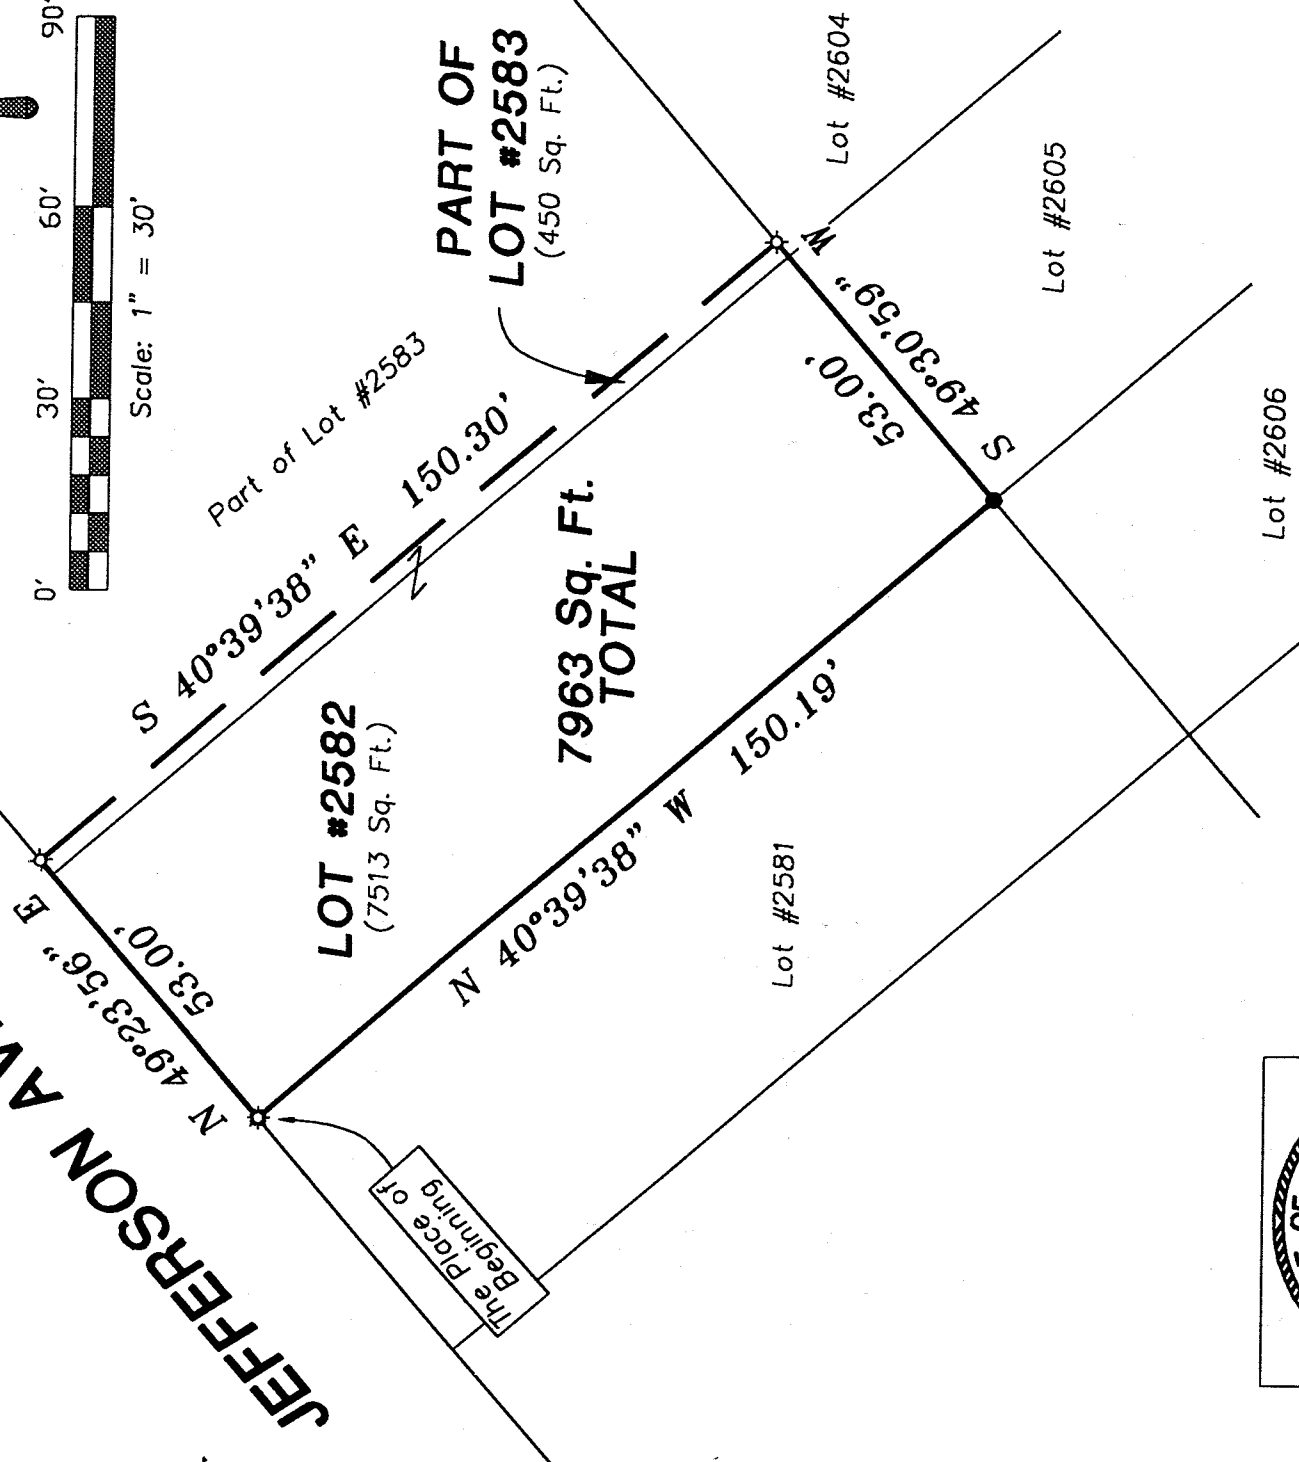 0' 30' 60' 90'
Scale: 1" = 30'
PART OF
LOT #2583
(450 Sq. Ft.)
Lot #2604
Lot #2605
Lot #2606
Part of Lot #2583
S 40°39'38" E 150.30'
S 49°30'59" W
53.00'
7963 Sq. Ft.
TOTAL
LOT #2582
(7513 Sq. Ft.)
N 40°39'38" W 150.19'
Lot #2581
N 49°23'56" E
53.00'
JEFFERSON
The Place of
Beginning
OF